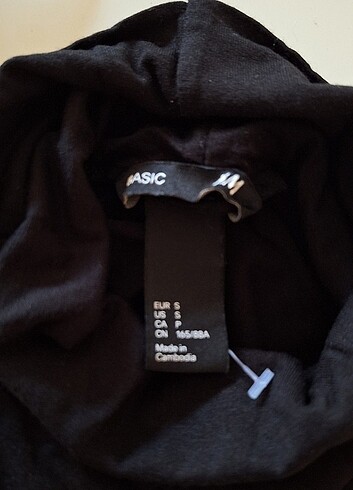 BASIC
EUR S
US S
CA P
CN 165/88A
Made in
Cambodia